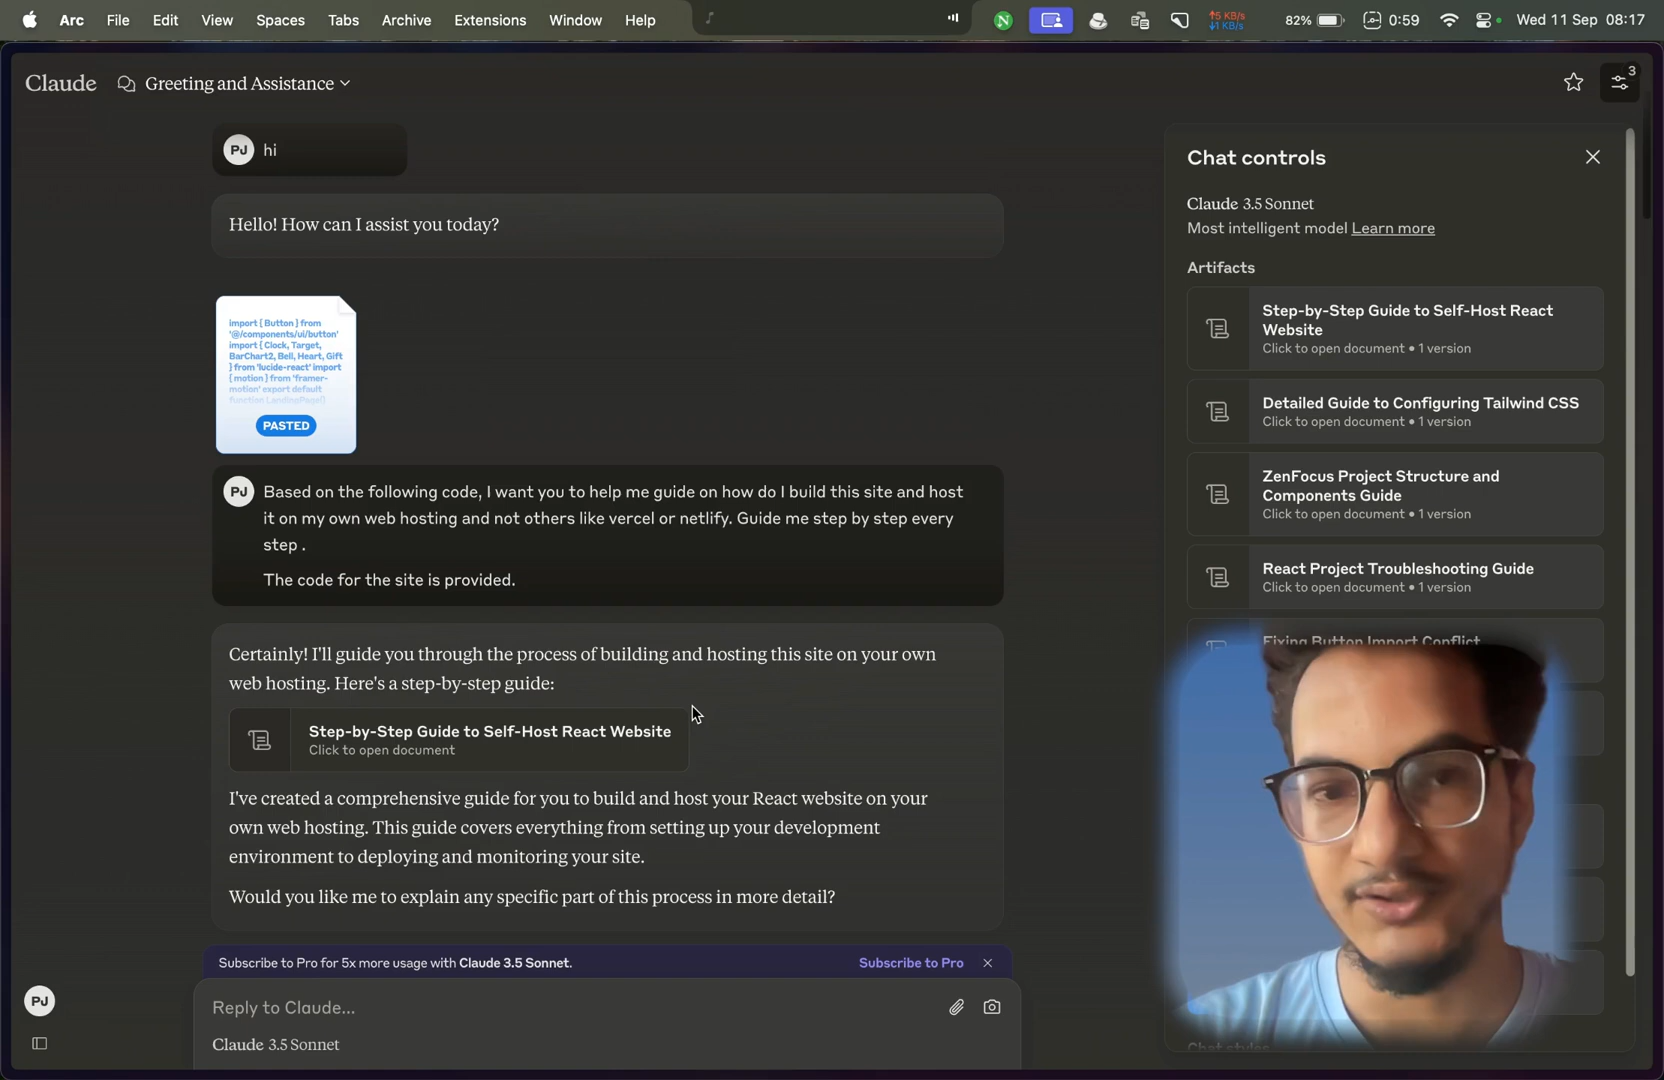 Arc File Edit View Spaces Tabs Archive Extensions Window Help
N
↑5 KB/s
↓1 KB/s
82% 0:59 Wed 11 Sep 08:17
Claude Greeting and Assistance
3
PJ hi
Hello! How can I assist you today?
import { Button } from
'@/components/ui/button'
import { Clock, Target,
BarChart2, Bell, Heart, Gift
} from 'lucide-react' import
{ motion } from 'framer-
motion' export default
function LandingPage()
PASTED
PJ Based on the following code, I want you to help me guide on how do I build this site and host
it on my own web hosting and not others like vercel or netlify. Guide me step by step every
step .
The code for the site is provided.
Certainly! I'll guide you through the process of building and hosting this site on your own
web hosting. Here's a step-by-step guide:
Step-by-Step Guide to Self-Host React Website
Click to open document
I've created a comprehensive guide for you to build and host your React website on your
own web hosting. This guide covers everything from setting up your development
environment to deploying and monitoring your site.
Would you like me to explain any specific part of this process in more detail?
Subscribe to Pro for 5x more usage with Claude 3.5 Sonnet. Subscribe to Pro
Reply to Claude...
Claude 3.5 Sonnet
PJ
Chat controls
Claude 3.5 Sonnet
Most intelligent model Learn more
Artifacts
Step-by-Step Guide to Self-Host React
Website
Click to open document • 1 version
Detailed Guide to Configuring Tailwind CSS
Click to open document • 1 version
ZenFocus Project Structure and
Components Guide
Click to open document • 1 version
React Project Troubleshooting Guide
Click to open document • 1 version
Fixing Button Import Conflict
Chat styles